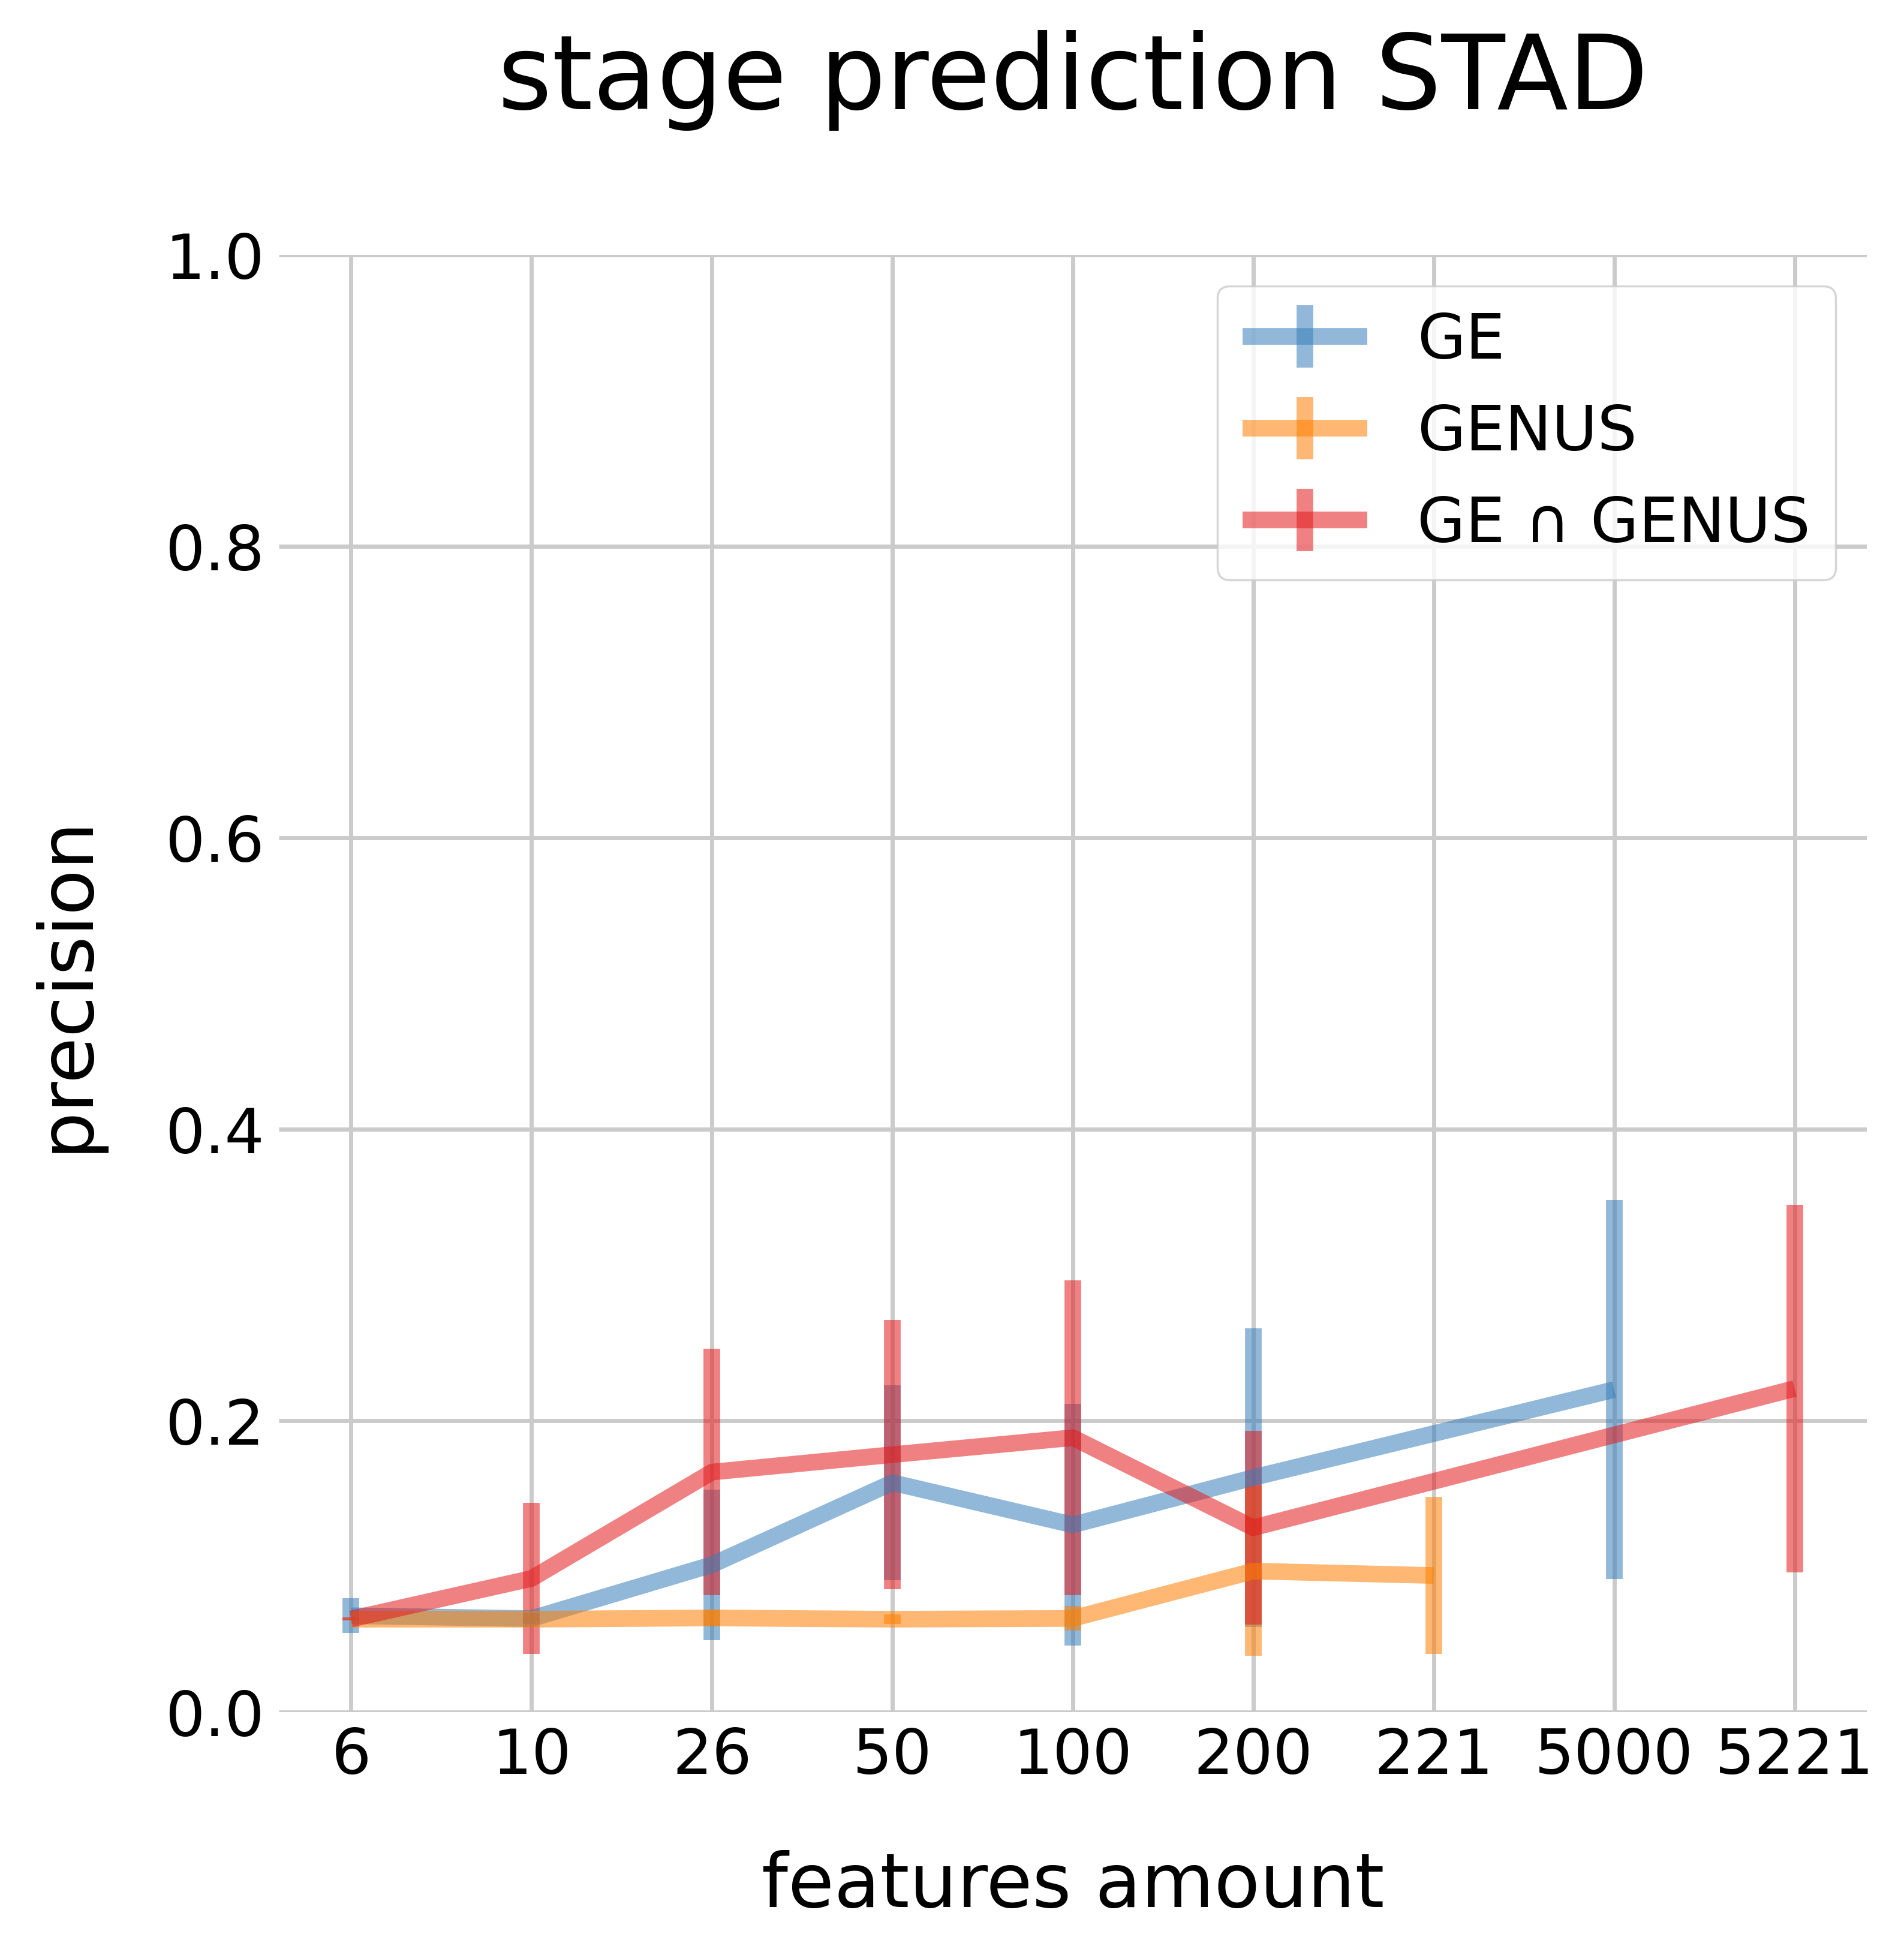 stage prediction STAD
1.0
0.8
0.6
0.4
0.2
0.0
precision
GE
GENUS
GE ∩ GENUS
6 10 26 50 100 200 221 5000 5221
features amount